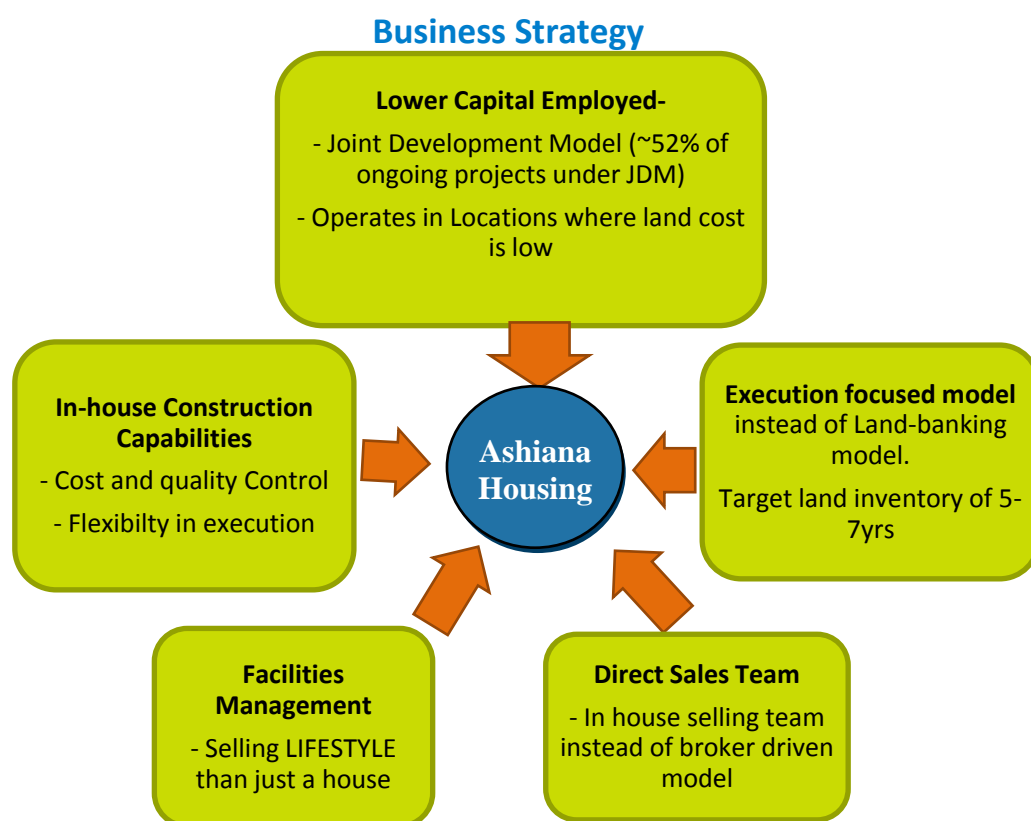 Business Strategy
Lower Capital Employed-
- Joint Development Model (~52% of
ongoing projects under JDM)
- Operates in Locations where land cost
is low
In-house Construction
Capabilities
- Cost and quality Control
- Flexibilty in execution
Ashiana
Housing
Execution focused model
instead of Land-banking
model.
Target land inventory of 5-
7yrs
Facilities
Management
- Selling LIFESTYLE
than just a house
Direct Sales Team
- In house selling team
instead of broker driven
model